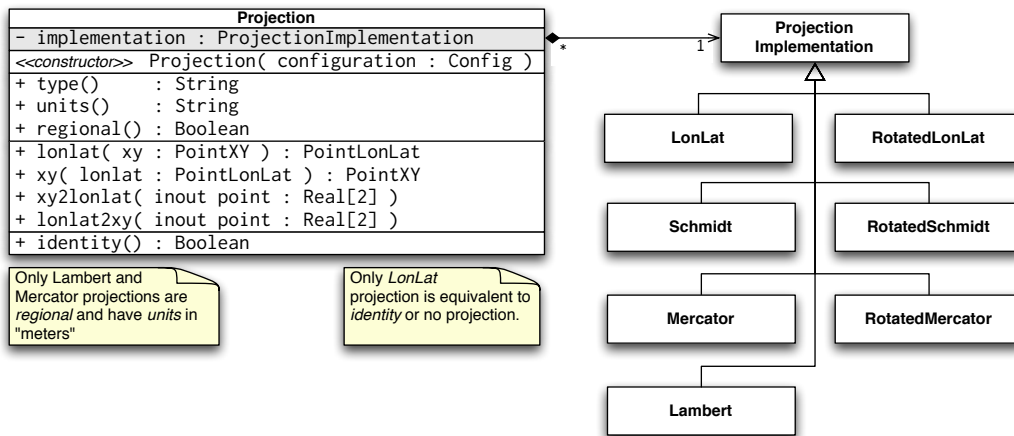 Projection
- implementation : ProjectionImplementation
<<constructor>> Projection( configuration : Config )
+ type() : String
+ units() : String
+ regional() : Boolean
+ lonlat( xy : PointXY ) : PointLonLat
+ xy( lonlat : PointLonLat ) : PointXY
+ xy2lonlat( inout point : Real[2] )
+ lonlat2xy( inout point : Real[2] )
+ identity() : Boolean
* 1
Projection
Implementation
LonLat
RotatedLonLat
Schmidt
RotatedSchmidt
Mercator
RotatedMercator
Lambert
Only Lambert and
Mercator projections are
regional and have units in
"meters"
Only LonLat
projection is equivalent to
identity or no projection.